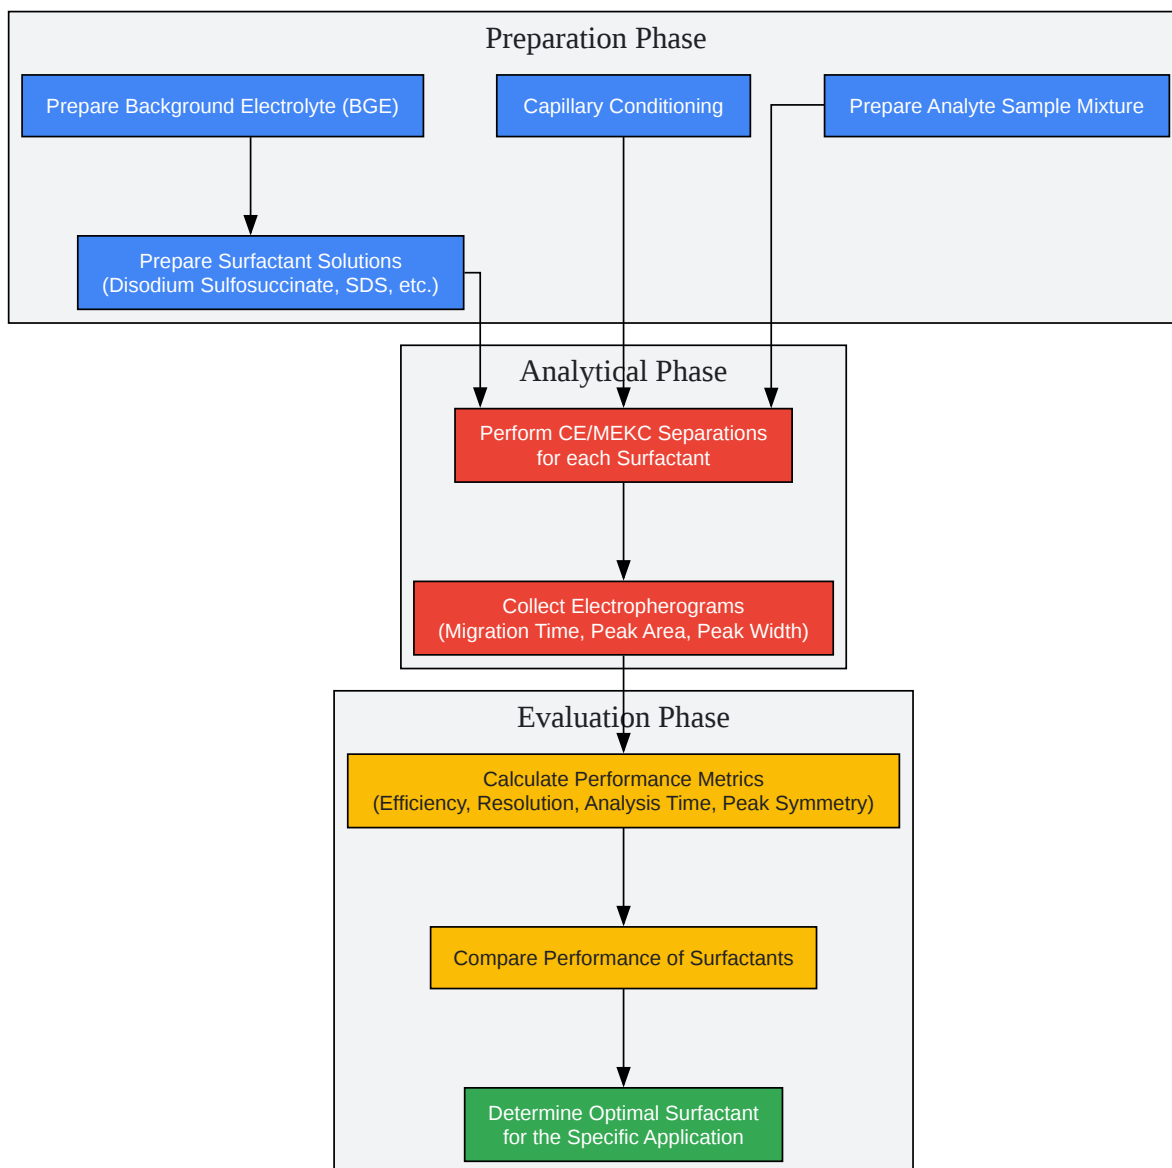 Preparation Phase
Prepare Background Electrolyte (BGE)
Capillary Conditioning
Prepare Analyte Sample Mixture
Prepare Surfactant Solutions
(Disodium Sulfosuccinate, SDS, etc.)
Analytical Phase
Perform CE/MEKC Separations
for each Surfactant
Collect Electropherograms
(Migration Time, Peak Area, Peak Width)
Evaluation Phase
Calculate Performance Metrics
(Efficiency, Resolution, Analysis Time, Peak Symmetry)
Compare Performance of Surfactants
Determine Optimal Surfactant
for the Specific Application